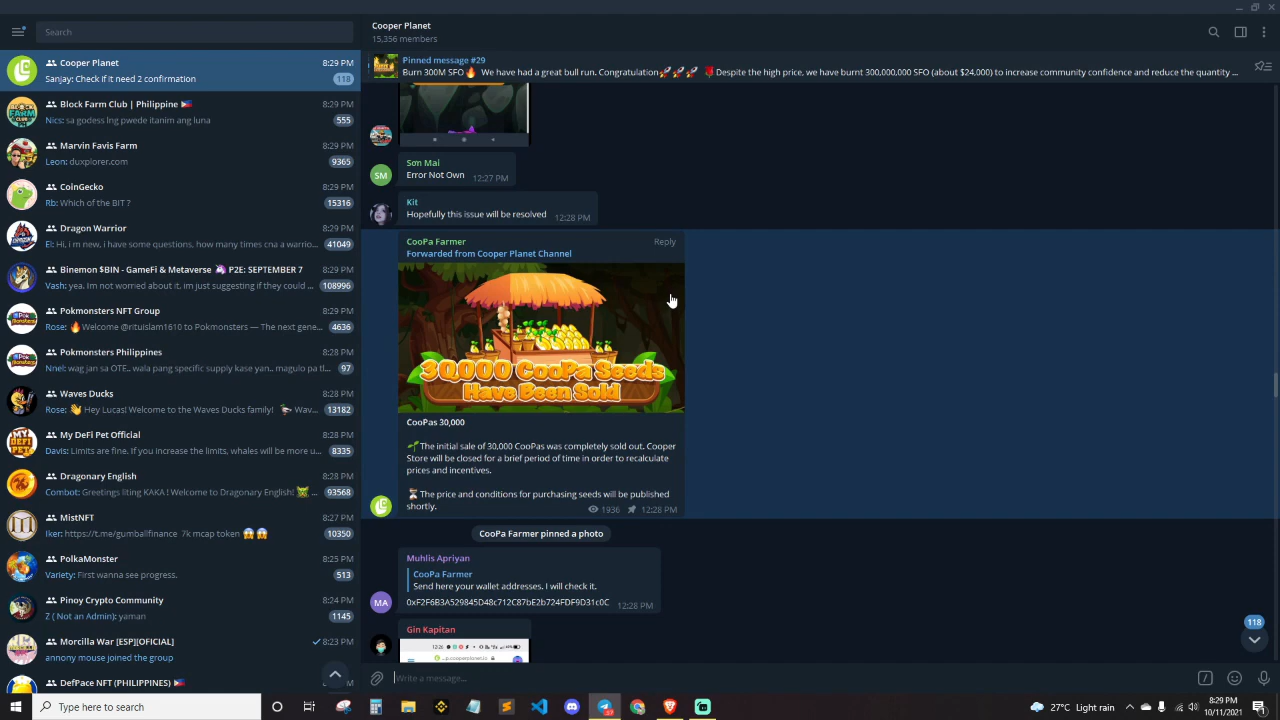 Search
Cooper Planet
8:29 PM
Sanjay: Check if it need 2 confirmation
118
Block Farm Club | Philippine 🇵🇭
8:29 PM
Nics: sa godess lng pwede itanim ang luna
555
Marvin Favis Farm
8:29 PM
Leon: duxplorer.com
9365
CoinGecko
8:29 PM
Rb: Which of the BIT ?
15316
Dragon Warrior
8:29 PM
El: Hi, i m new, i have some questions, how many times cna a warrio...
41049
Binemon $BIN - GameFi & Metaverse 🦄 P2E: SEPTEMBER 7
8:29 PM
Vash: yea. Im not worried about it, im just suggesting if they could ...
108996
Pokmonsters NFT Group
8:29 PM
Rose: 🔥Welcome @rituislam1610 to Pokmonsters — The next gene...
4636
Pokmonsters Philippines
8:28 PM
Nnel: wag jan sa OTE.. wala pang specific supply kase yan.. magulo pa tl...
97
Waves Ducks
8:28 PM
Rose: 👋 Hey Lucas! Welcome to the Waves Ducks family! 🦆 Wav...
13182
My DeFi Pet Official
8:28 PM
Davis: Limits are fine. If you increase the limits, whales will be more u...
8335
Dragonary English
8:28 PM
Combot: Greetings liting KAKA ! Welcome to Dragonary English! ...
93568
MistNFT
8:27 PM
Iker: https://t.me/gumballfinance 7k mcap token 😱😱
10350
PolkaMonster
8:25 PM
Variety: First wanna see progress.
513
Pinoy Crypto Community
8:24 PM
Z ( Not an Admin): yaman
1145
Morcilla War [ESP][OFICIAL]
8:23 PM
annony mouse joined the group
DefPace NFT (PHILIPPINES) 🇵🇭
Cooper Planet
15,356 members
Pinned message #29
Burn 300M SFO🔥 We have had a great bull run. Congratulation🚀🚀🚀 🌹Despite the high price, we have burnt 300,000,000 SFO (about $24,000) to increase community confidence and reduce the quantity ...
Sơn Mai
Error Not Own 12:27 PM
Kit
Hopefully this issue will be resolved 12:28 PM
CooPa Farmer Reply
Forwarded from Cooper Planet Channel
30,000 CooPa Seeds
Have Been Sold
CooPas 30,000
🌱The initial sale of 30,000 CooPas was completely sold out. Cooper
Store will be closed for a brief period of time in order to recalculate
prices and incentives.
⏳The price and conditions for purchasing seeds will be published
shortly.
1936 12:28 PM
CooPa Farmer pinned a photo
Muhlis Apriyan
CooPa Farmer
Send here your wallet addresses. I will check it.
0xF2F6B3A529845D48c712C87bE2b724FDF9D31c0C 12:28 PM
Gin Kapitan
118
Write a message...
Type here to search
27°C Light rain
8:29 PM
10/11/2021